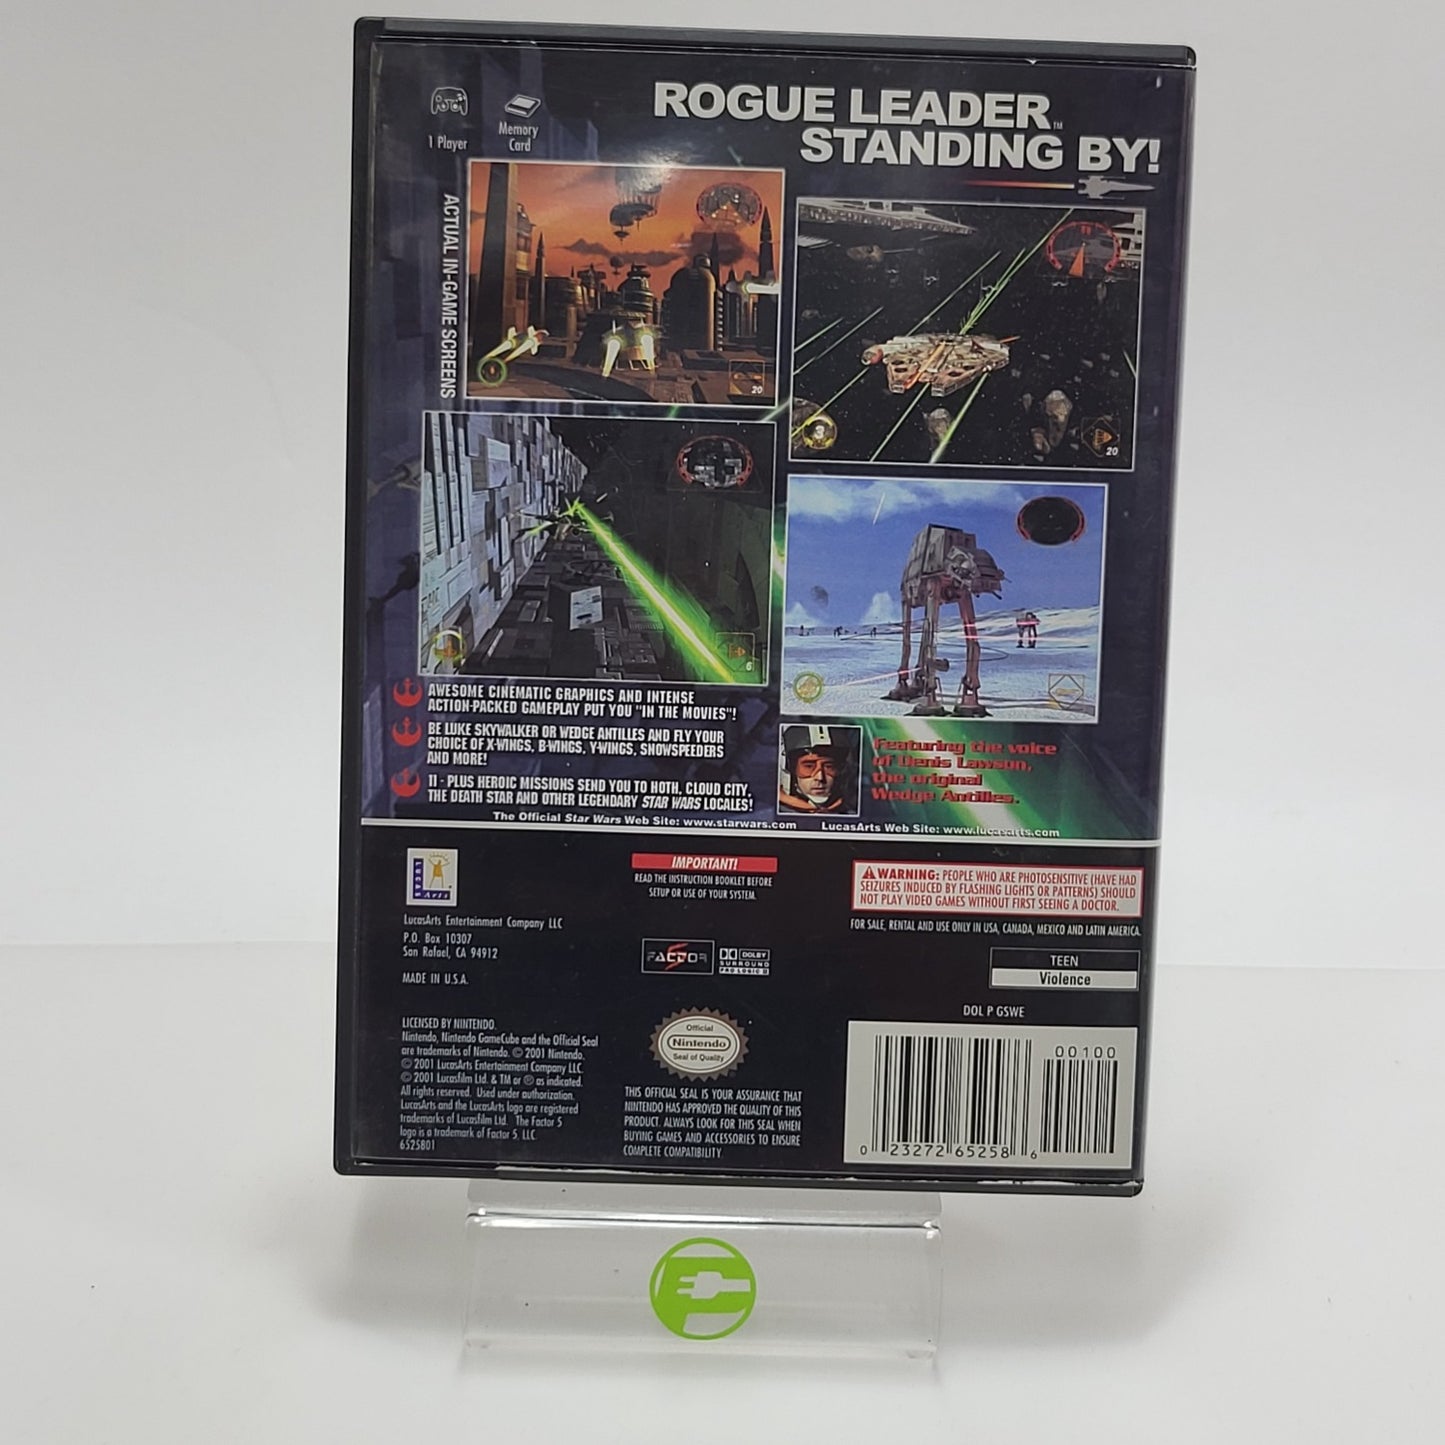 ROGUE LEADER™
STANDING BY!
1 Player
Memory
Card
ACTUAL IN-GAME SCREENS
20
20
6
AWESOME CINEMATIC GRAPHICS AND INTENSE
ACTION-PACKED GAMEPLAY PUT YOU "IN THE MOVIES"!
BE LUKE SKYWALKER OR WEDGE ANTILLES AND FLY YOUR
CHOICE OF X-WINGS, B-WINGS, Y-WINGS, SNOWSPEEDERS
AND MORE!
11 - PLUS HEROIC MISSIONS SEND YOU TO HOTH, CLOUD CITY,
THE DEATH STAR AND OTHER LEGENDARY STAR WARS LOCALES!
Featuring the voice
of Denis Lawson,
the original
Wedge Antilles.
The Official Star Wars Web Site: www.starwars.com LucasArts Web Site: www.lucasarts.com
LUCAS
Arts
LucasArts Entertainment Company LLC
P.O. Box 10307
San Rafael, CA 94912
MADE IN U.S.A.
IMPORTANT!
READ THE INSTRUCTION BOOKLET BEFORE
SETUP OR USE OF YOUR SYSTEM.
WARNING: PEOPLE WHO ARE PHOTOSENSITIVE (HAVE HAD
SEIZURES INDUCED BY FLASHING LIGHTS OR PATTERNS) SHOULD
NOT PLAY VIDEO GAMES WITHOUT FIRST SEEING A DOCTOR.
FOR SALE, RENTAL AND USE ONLY IN USA, CANADA, MEXICO AND LATIN AMERICA.
FACTOR 5
DOLBY
SURROUND
PRO LOGIC II
TEEN
Violence
DOL P GSWE
LICENSED BY NINTENDO.
Nintendo, Nintendo GameCube and the Official Seal
are trademarks of Nintendo. © 2001 Nintendo.
© 2001 LucasArts Entertainment Company LLC.
© 2001 Lucasfilm Ltd. & TM or ® as indicated.
All rights reserved. Used under authorization.
LucasArts and the LucasArts logo are registered
trademarks of Lucasfilm Ltd. The Factor 5
logo is a trademark of Factor 5, LLC.
6525801
Official
Nintendo
Seal of Quality
THIS OFFICIAL SEAL IS YOUR ASSURANCE THAT
NINTENDO HAS APPROVED THE QUALITY OF THIS
PRODUCT. ALWAYS LOOK FOR THIS SEAL WHEN
BUYING GAMES AND ACCESSORIES TO ENSURE
COMPLETE COMPATIBILITY.
00100
0 23272 65258 6